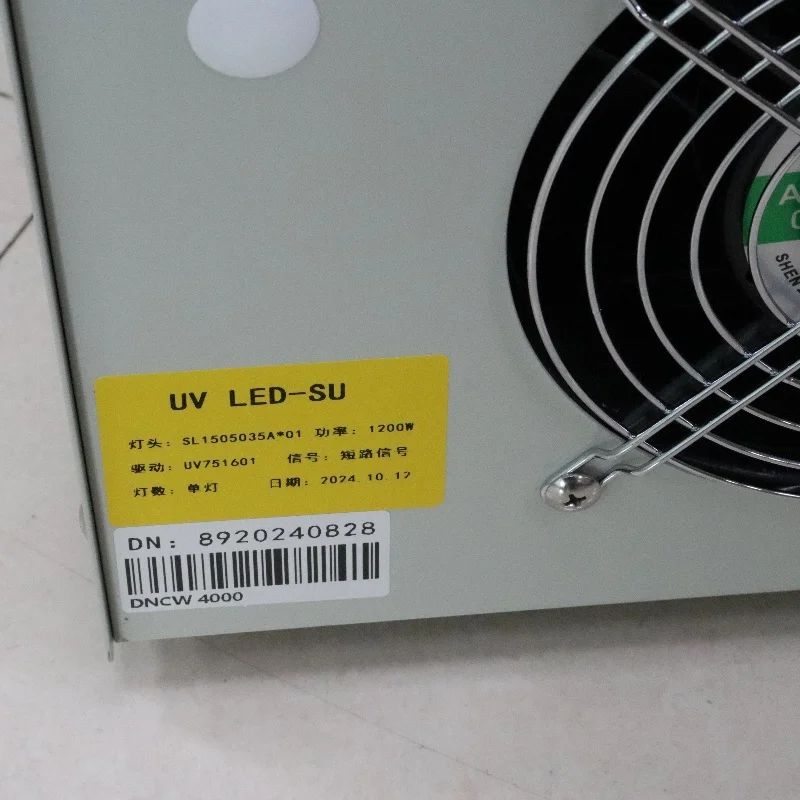 UV LED-SU
灯头: SL1505035A*01 功率: 1200W
驱动: UV751601 信号: 短路信号
灯数: 单灯 日期: 2024.10.12
DN: 8920240828
DNCW 4000